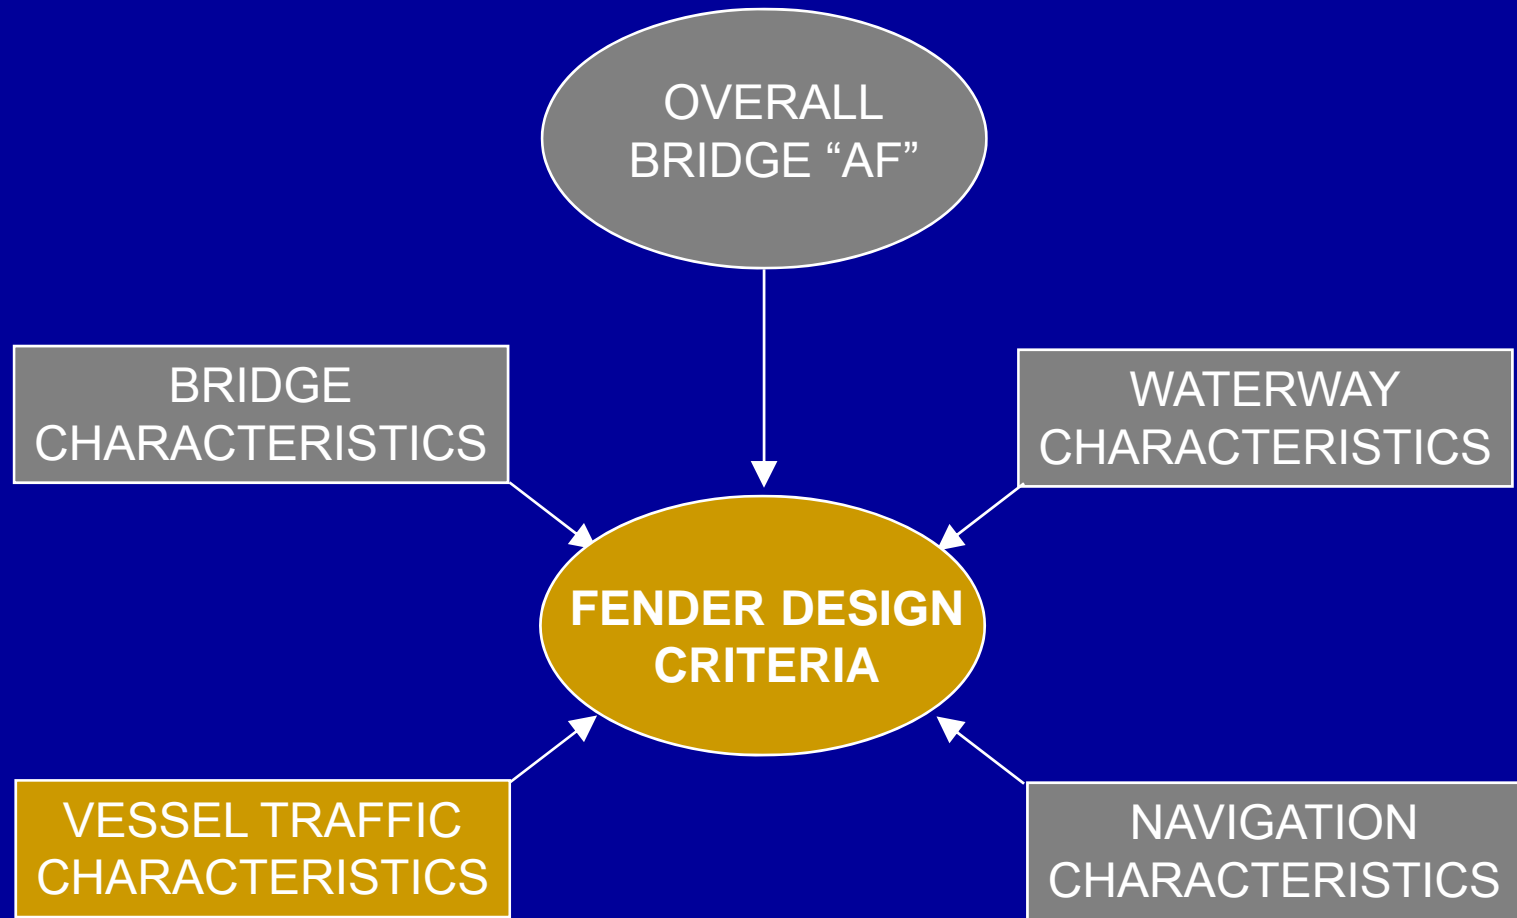 OVERALL
BRIDGE “AF”
BRIDGE
CHARACTERISTICS
WATERWAY
CHARACTERISTICS
FENDER DESIGN
CRITERIA
VESSEL TRAFFIC
CHARACTERISTICS
NAVIGATION
CHARACTERISTICS